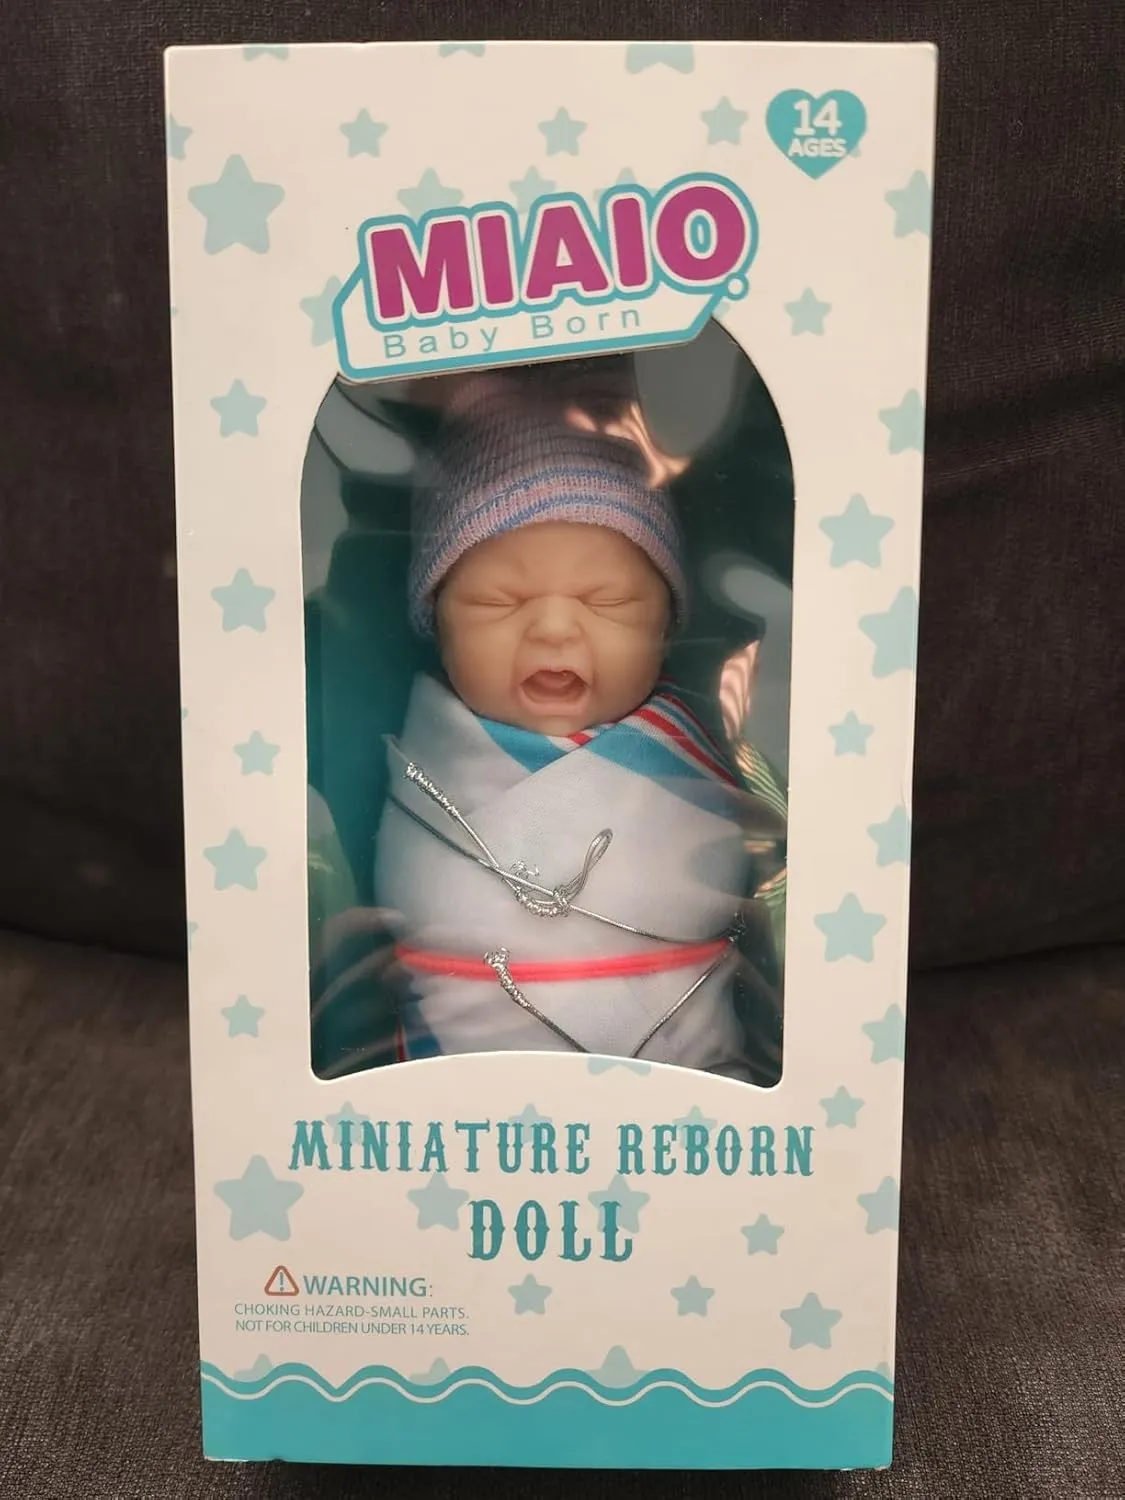 14
AGES
MIAIO
Baby Born
MINIATURE REBORN
DOLL
WARNING:
CHOKING HAZARD-SMALL PARTS.
NOT FOR CHILDREN UNDER 14 YEARS.